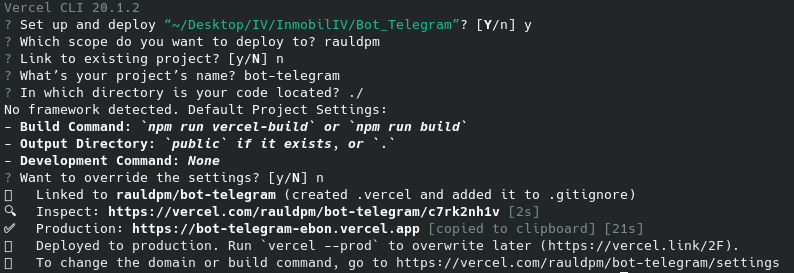 Vercel CLI 20.1.2
? Set up and deploy “~/Desktop/IV/InmobilIV/Bot_Telegram”? [Y/n] y
? Which scope do you want to deploy to? rauldpm
? Link to existing project? [y/N] n
? What’s your project’s name? bot-telegram
? In which directory is your code located? ./
No framework detected. Default Project Settings:
- Build Command: `npm run vercel-build` or `npm run build`
- Output Directory: `public` if it exists, or `.`
- Development Command: None
? Want to override the settings? [y/N] n
Linked to rauldpm/bot-telegram (created .vercel and added it to .gitignore)
🔍 Inspect: https://vercel.com/rauldpm/bot-telegram/c7rk2nh1v [2s]
✅ Production: https://bot-telegram-ebon.vercel.app [copied to clipboard] [21s]
Deployed to production. Run `vercel --prod` to overwrite later (https://vercel.link/2F).
To change the domain or build command, go to https://vercel.com/rauldpm/bot-telegram/settings